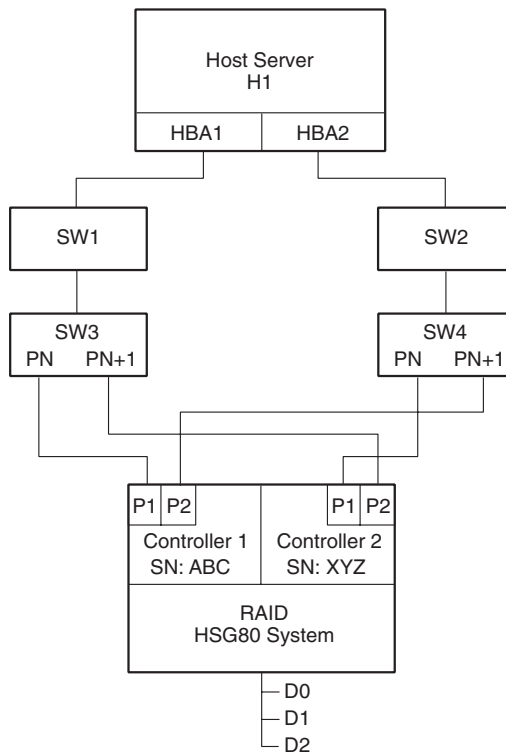 Host Server
H1
HBA1 HBA2
SW1 SW2
SW3 SW4
PN PN+1 PN PN+1
P1 P2 P1 P2
Controller 1 Controller 2
SN: ABC SN: XYZ
RAID
HSG80 System
D0
D1
D2